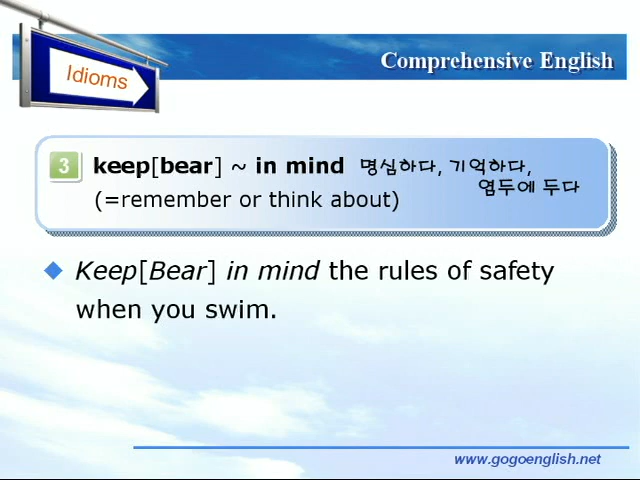 Idioms
Comprehensive English
3 keep[bear] ~ in mind 명심하다, 기억하다,
염두에 두다
(=remember or think about)
Keep[Bear] in mind the rules of safety
when you swim.
www.gogoenglish.net